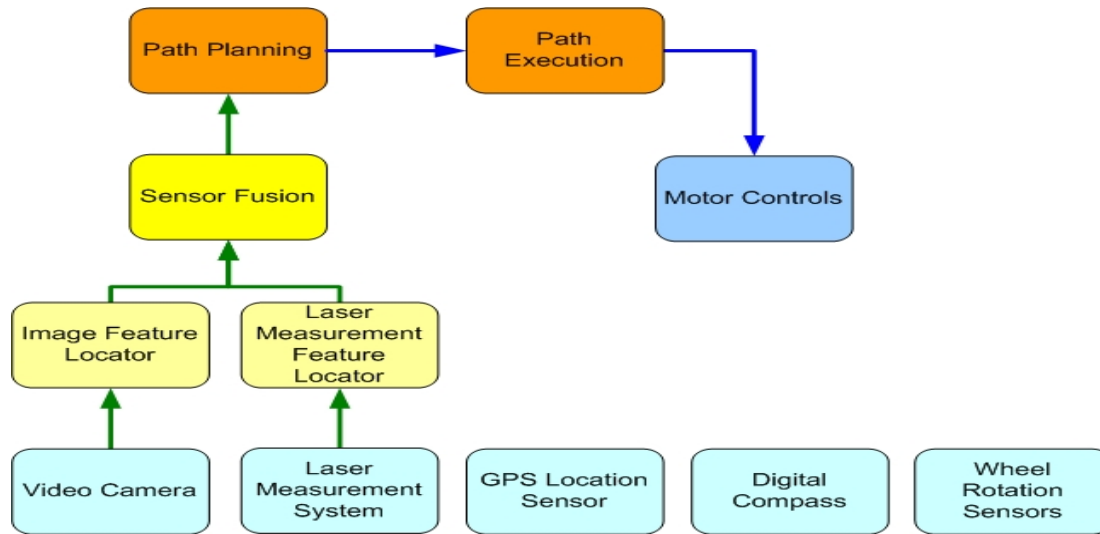 Path Planning
Path
Execution
Sensor Fusion
Motor Controls
Image Feature
Locator
Laser
Measurement
Feature
Locator
Video Camera
Laser
Measurement
System
GPS Location
Sensor
Digital
Compass
Wheel
Rotation
Sensors